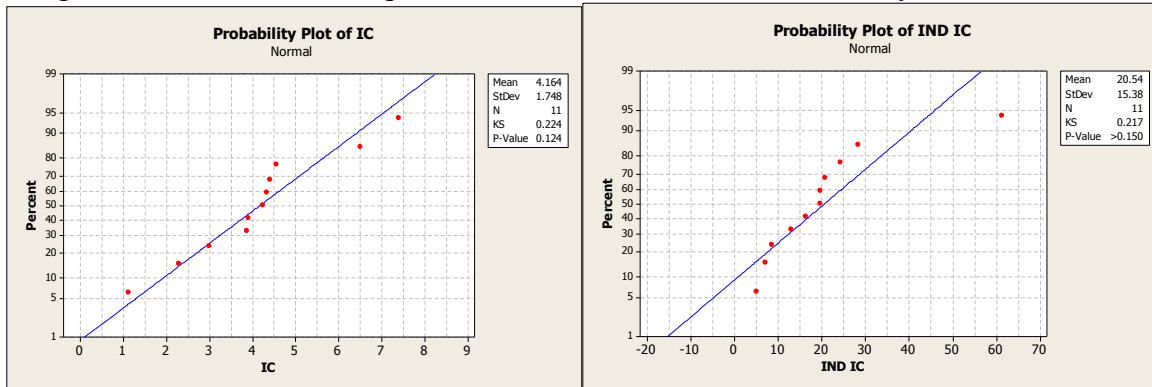 Probability Plot of IC
Normal
99
95
90
80
70
60
50
40
30
20
10
5
1
Percent
0 1 2 3 4 5 6 7 8 9
IC
Mean 4.164
StDev 1.748
N 11
KS 0.224
P-Value 0.124
Probability Plot of IND IC
Normal
99
95
90
80
70
60
50
40
30
20
10
5
1
Percent
-20 -10 0 10 20 30 40 50 60 70
IND IC
Mean 20.54
StDev 15.38
N 11
KS 0.217
P-Value >0.150